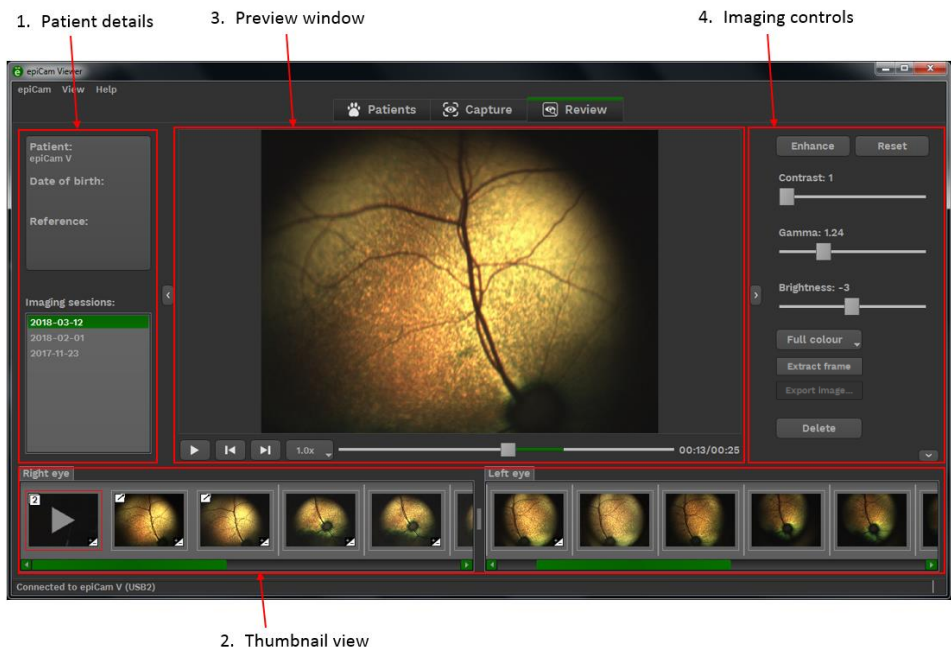 1. Patient details
3. Preview window
4. Imaging controls
epiCam Viewer
epiCam View Help
Patients Capture Review
Patient:
epiCam V
Date of birth:
Reference:
Imaging sessions:
2018-03-12
2018-02-01
2017-11-23
1.0x
00:13/00:25
Enhance Reset
Contrast: 1
Gamma: 1.24
Brightness: -3
Full colour
Extract frame
Export image...
Delete
Right eye
2
Left eye
Connected to epiCam V (USB2)
2. Thumbnail view